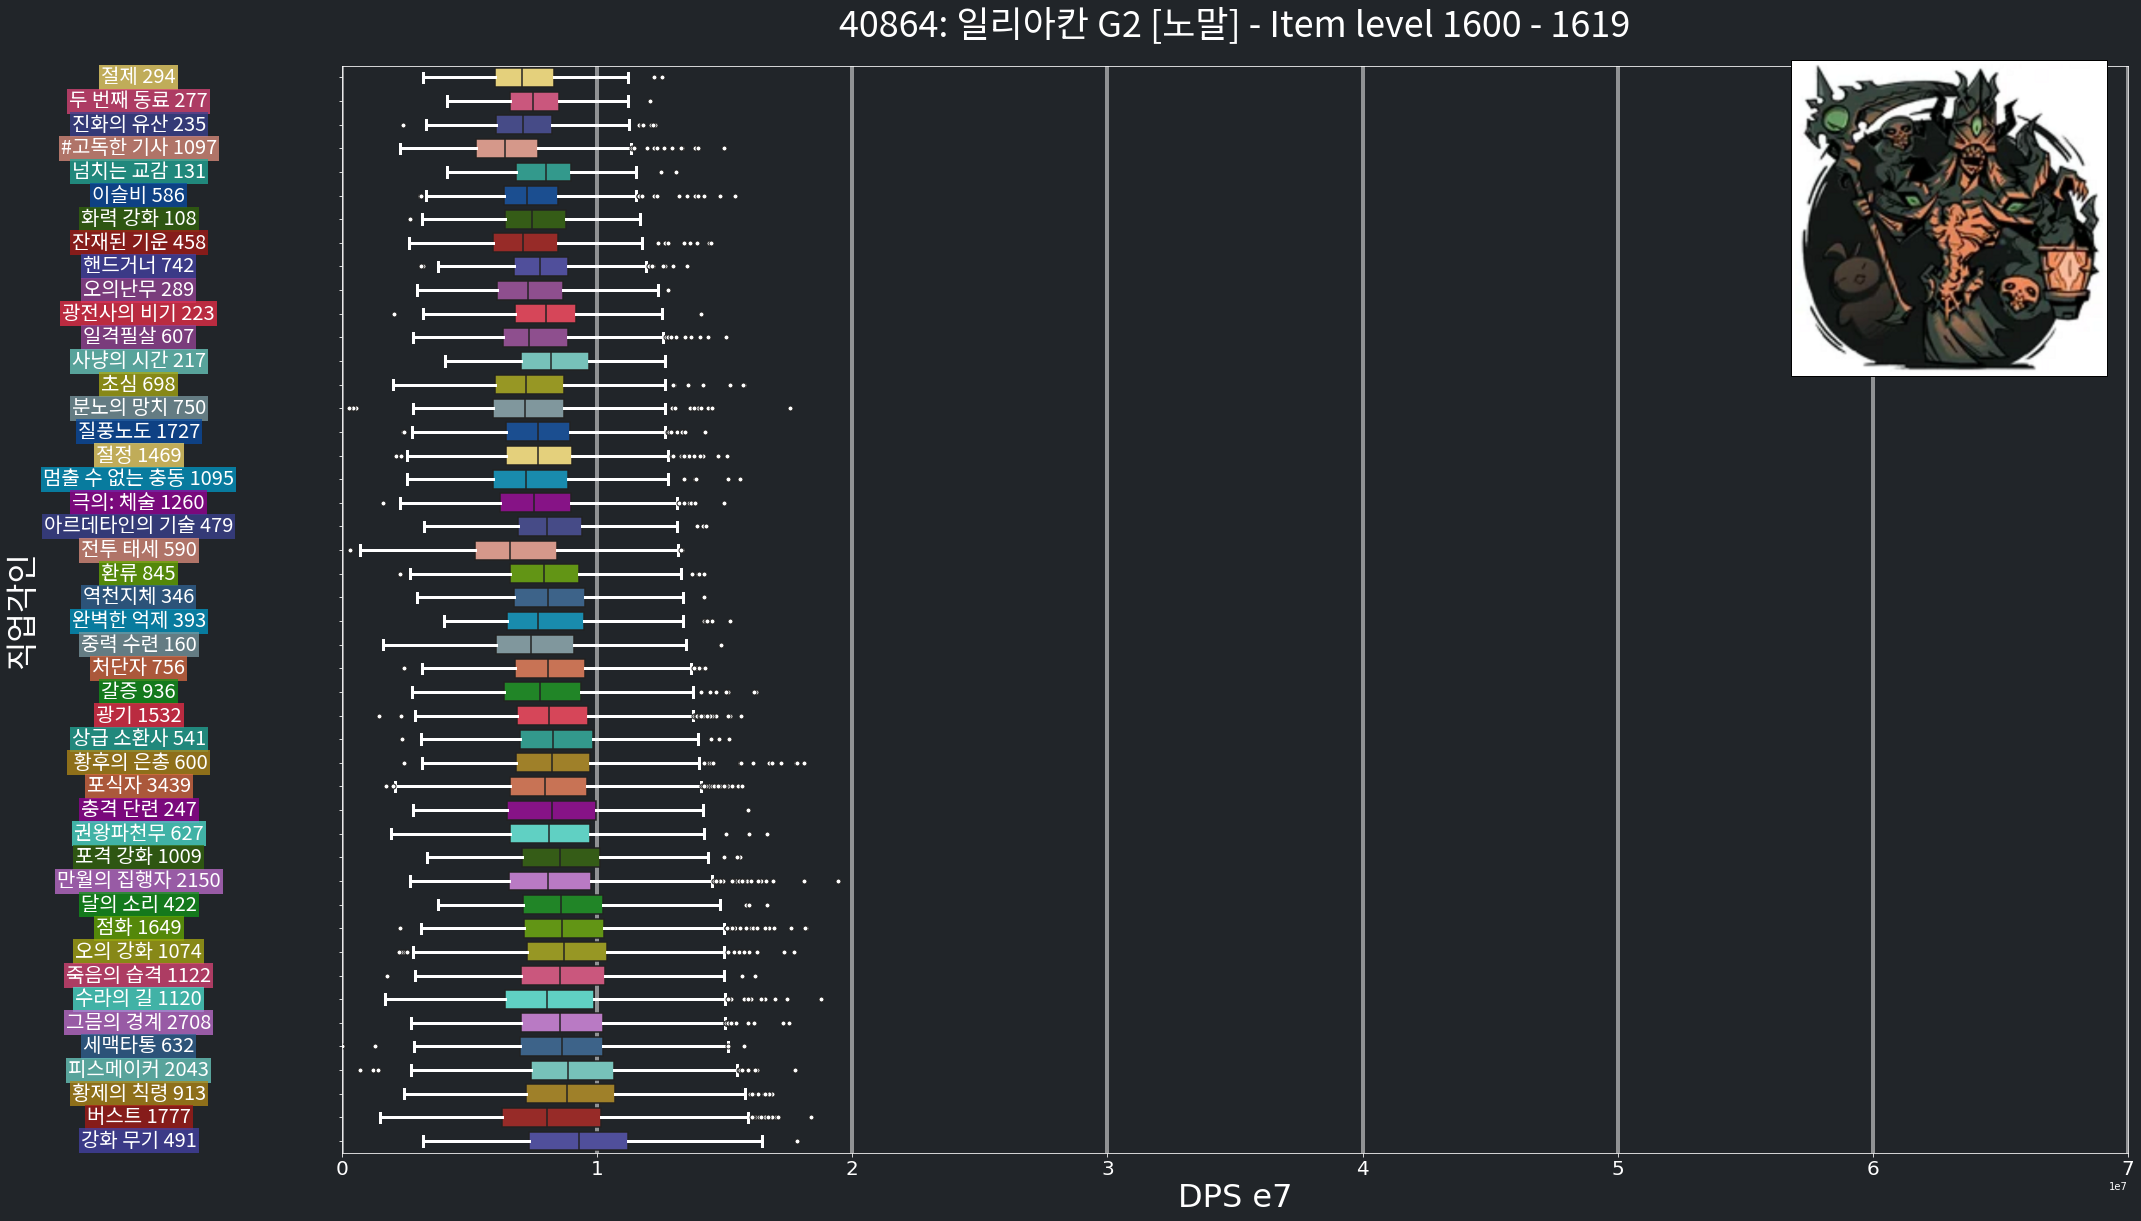 40864: 일리아칸 G2 [노말] - Item level 1600 - 1619
절제 294
두 번째 동료 277
진화의 유산 235
#고독한 기사 1097
넘치는 교감 131
이슬비 586
화력 강화 108
잔재된 기운 458
핸드거너 742
오의난무 289
광전사의 비기 223
일격필살 607
사냥의 시간 217
초심 698
분노의 망치 750
질풍노도 1727
절정 1469
멈출 수 없는 충동 1095
극의: 체술 1260
아르데타인의 기술 479
전투 태세 590
환류 845
역천지체 346
완벽한 억제 393
중력 수련 160
처단자 756
갈증 936
광기 1532
상급 소환사 541
황후의 은총 600
포식자 3439
충격 단련 247
권왕파천무 627
포격 강화 1009
만월의 집행자 2150
달의 소리 422
점화 1649
오의 강화 1074
죽음의 습격 1122
수라의 길 1120
그믐의 경계 2708
세맥타통 632
피스메이커 2043
황제의 칙령 913
버스트 1777
강화 무기 491
직업각인
0 1 2 3 4 5 6 7
DPS e7
1e7